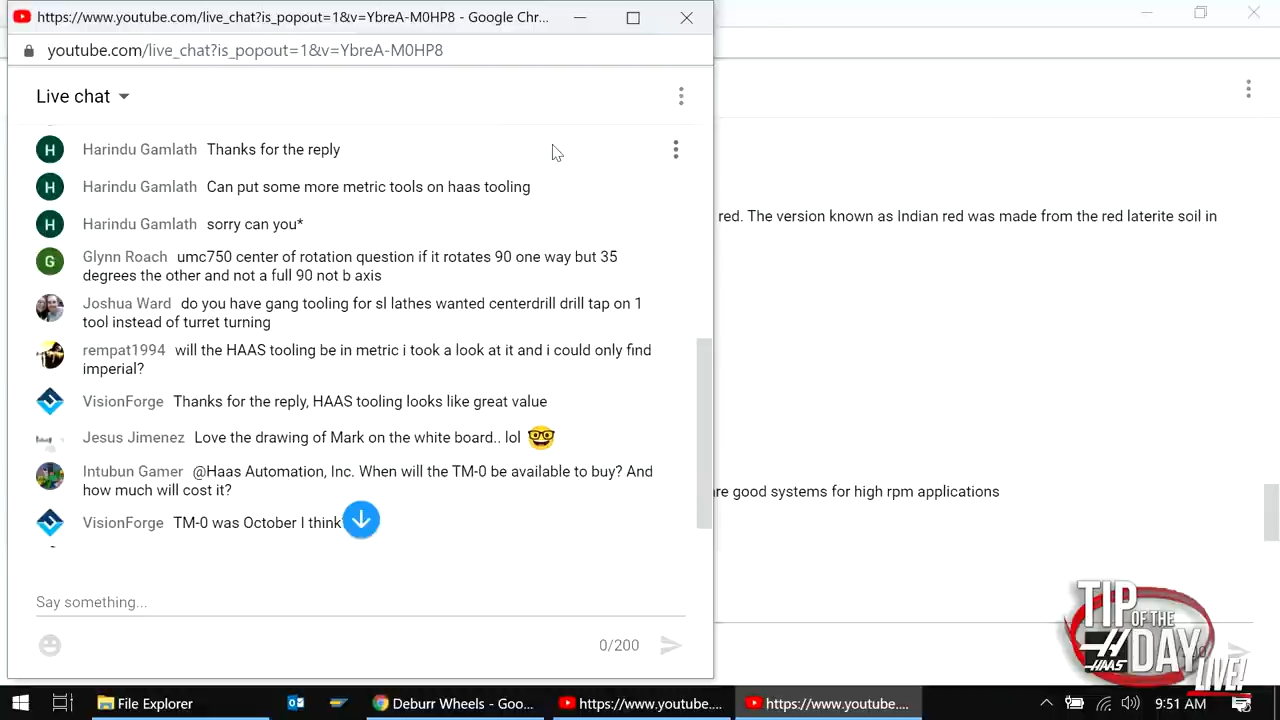 https://www.youtube.com/live_chat?is_popout=1&v=YbreA-M0HP8 - Google Chr...
youtube.com/live_chat?is_popout=1&v=YbreA-M0HP8
Live chat
H Harindu Gamlath Thanks for the reply
H Harindu Gamlath Can put some more metric tools on haas tooling
H Harindu Gamlath sorry can you*
G Glynn Roach umc750 center of rotation question if it rotates 90 one way but 35
degrees the other and not a full 90 not b axis
Joshua Ward do you have gang tooling for sl lathes wanted centerdrill drill tap on 1
tool instead of turret turning
rempat1994 will the HAAS tooling be in metric i took a look at it and i could only find
imperial?
VisionForge Thanks for the reply, HAAS tooling looks like great value
Jesus Jimenez Love the drawing of Mark on the white board.. lol 🤓
Intubun Gamer @Haas Automation, Inc. When will the TM-0 be available to buy? And
how much will cost it?
VisionForge TM-0 was October I think
Say something...
0/200
red. The version known as Indian red was made from the red laterite soil in
are good systems for high rpm applications
TIP
OF THE
DAY
HAAS
LIVE!
File Explorer
Deburr Wheels - Goo...
https://www.youtube....
https://www.youtube....
9:51 AM